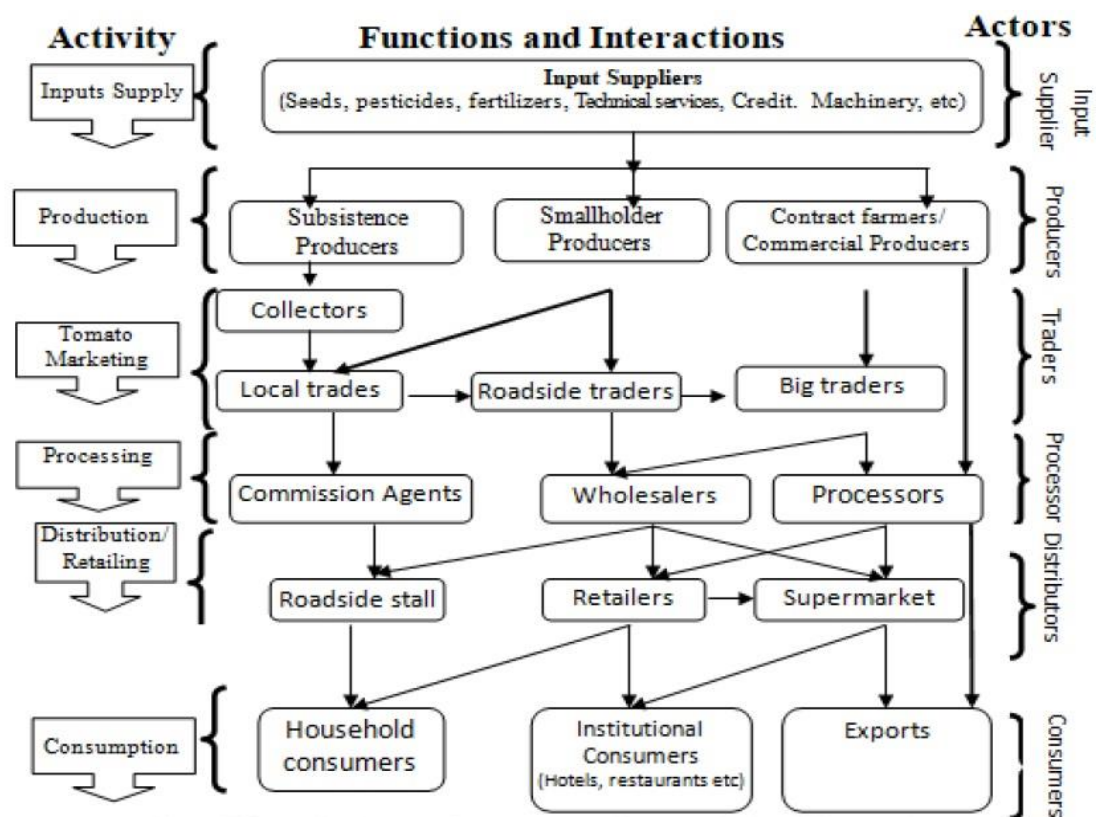 Activity
Functions and Interactions
Actors
Inputs Supply
Input Suppliers
(Seeds, pesticides, fertilizers, Technical services, Credit. Machinery, etc)
Input
Supplier
Production
Subsistence
Producers
Smallholder
Producers
Contract farmers/
Commercial Producers
Producers
Collectors
Tomato
Marketing
Local trades
Roadside traders
Big traders
Traders
Processing
Commission Agents
Wholesalers
Processors
Processor
Distribution/
Retailing
Roadside stall
Retailers
Supermarket
Distributors
Consumption
Household
consumers
Institutional
Consumers
(Hotels, restaurants etc)
Exports
Consumers